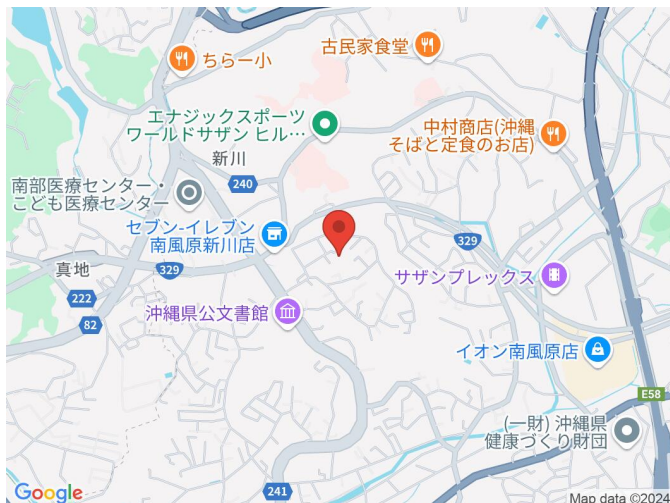 ちらー小
古民家食堂
エナジックスポーツ
ワールドサザン ヒル…
中村商店(沖縄
そばと定食のお店)
新川
240
南部医療センター・
こども医療センター
セブン-イレブン
南風原新川店
329
真地
329
サザンプレックス
222
沖縄県公文書館
82
イオン南風原店
E58
(一財) 沖縄県
健康づくり財団
241
Google
Map data ©2024